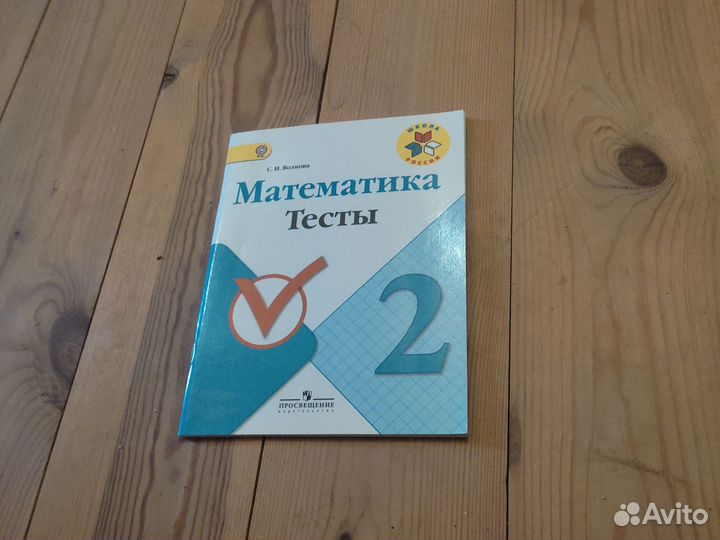 ШКОЛА
РОССИИ
С. И. Волкова
Математика
Тесты
2
ПРОСВЕЩЕНИЕ
ИЗДАТЕЛЬСТВО
Avito